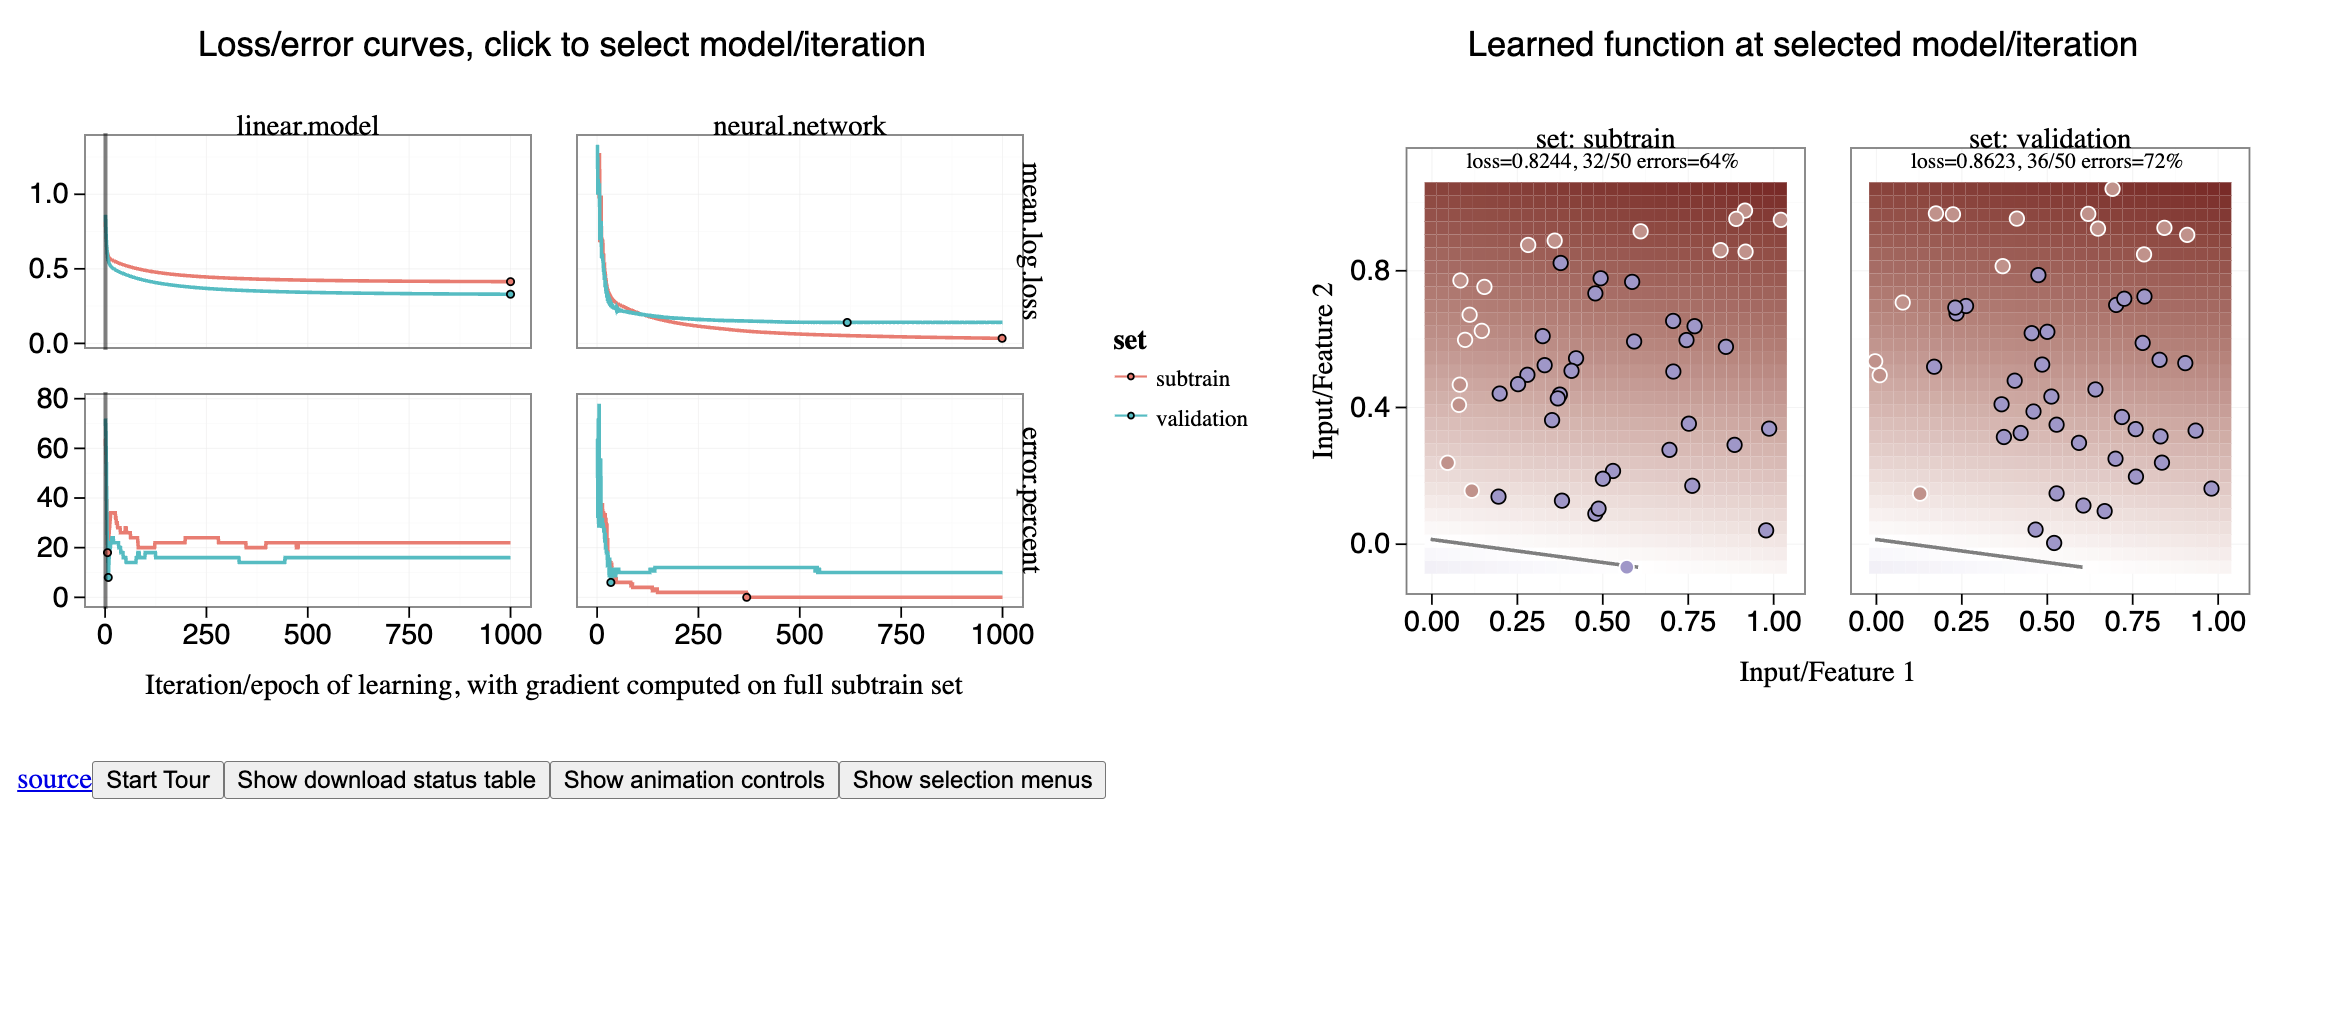 Loss/error curves, click to select model/iteration
linear.model
neural.network
1.0
0.5
0.0
mean.log.loss
80
60
40
20
0
error.percent
0 250 500 750 1000
0 250 500 750 1000
Iteration/epoch of learning, with gradient computed on full subtrain set
set
subtrain
validation
Learned function at selected model/iteration
set: subtrain
loss=0.8244, 32/50 errors=64%
set: validation
loss=0.8623, 36/50 errors=72%
Input/Feature 2
0.8
0.4
0.0
0.00 0.25 0.50 0.75 1.00
0.00 0.25 0.50 0.75 1.00
Input/Feature 1
source
Start Tour
Show download status table
Show animation controls
Show selection menus